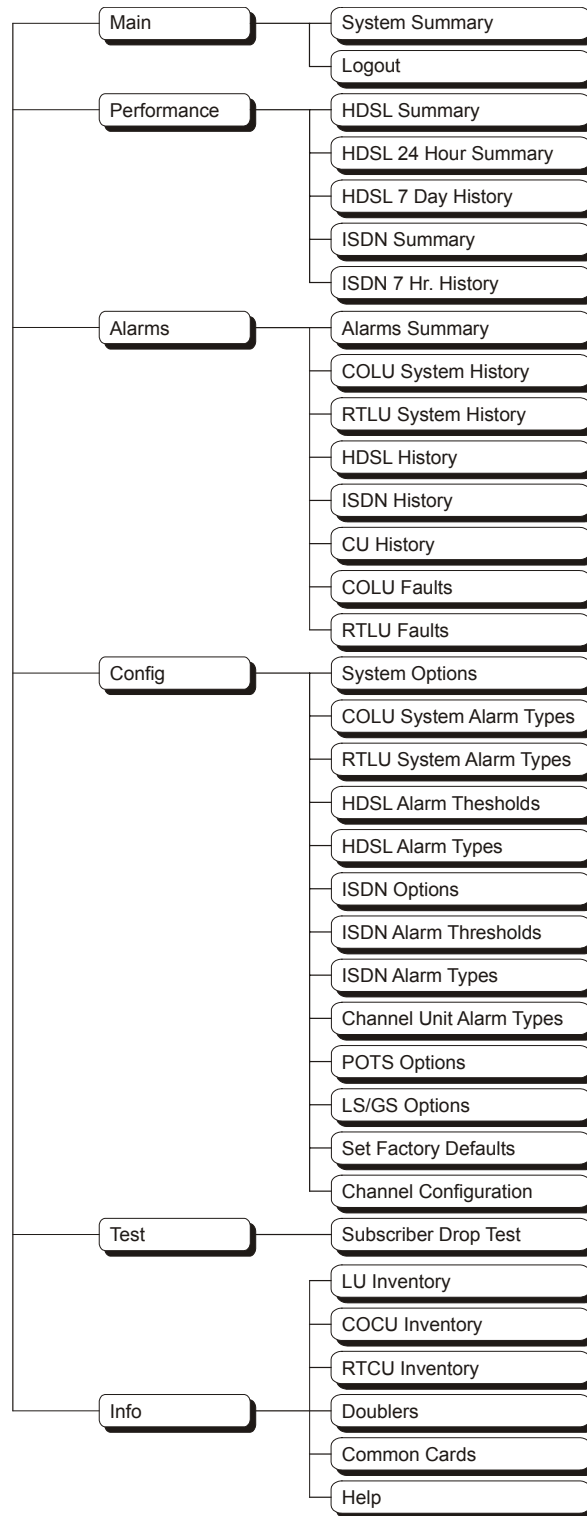 Main
System Summary
Logout
Performance
HDSL Summary
HDSL 24 Hour Summary
HDSL 7 Day History
ISDN Summary
ISDN 7 Hr. History
Alarms
Alarms Summary
COLU System History
RTLU System History
HDSL History
ISDN History
CU History
COLU Faults
RTLU Faults
Config
System Options
COLU System Alarm Types
RTLU System Alarm Types
HDSL Alarm Thesholds
HDSL Alarm Types
ISDN Options
ISDN Alarm Thresholds
ISDN Alarm Types
Channel Unit Alarm Types
POTS Options
LS/GS Options
Set Factory Defaults
Channel Configuration
Test
Subscriber Drop Test
Info
LU Inventory
COCU Inventory
RTCU Inventory
Doublers
Common Cards
Help